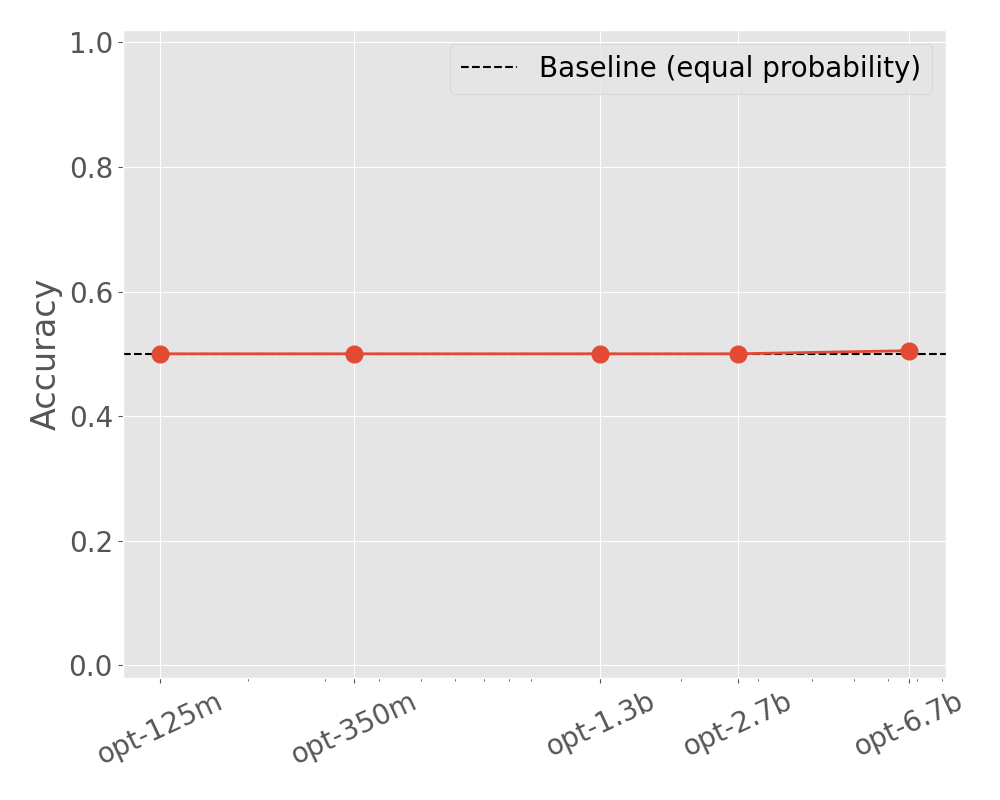 1.0
Baseline (equal probability)
0.8
0.6
Accuracy
0.4
0.2
0.0
opt-125m
opt-350m
opt-1.3b
opt-2.7b
opt-6.7b